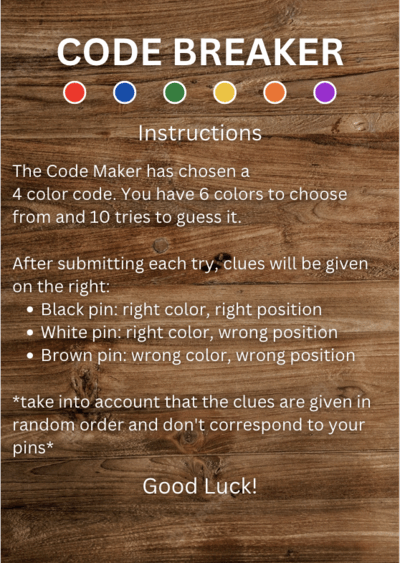 CODE BREAKER
Instructions
The Code Maker has chosen a
4 color code. You have 6 colors to choose
from and 10 tries to guess it.
After submitting each try, clues will be given
on the right:
• Black pin: right color, right position
• White pin: right color, wrong position
• Brown pin: wrong color, wrong position
*take into account that the clues are given in
random order and don't correspond to your
pins*
Good Luck!